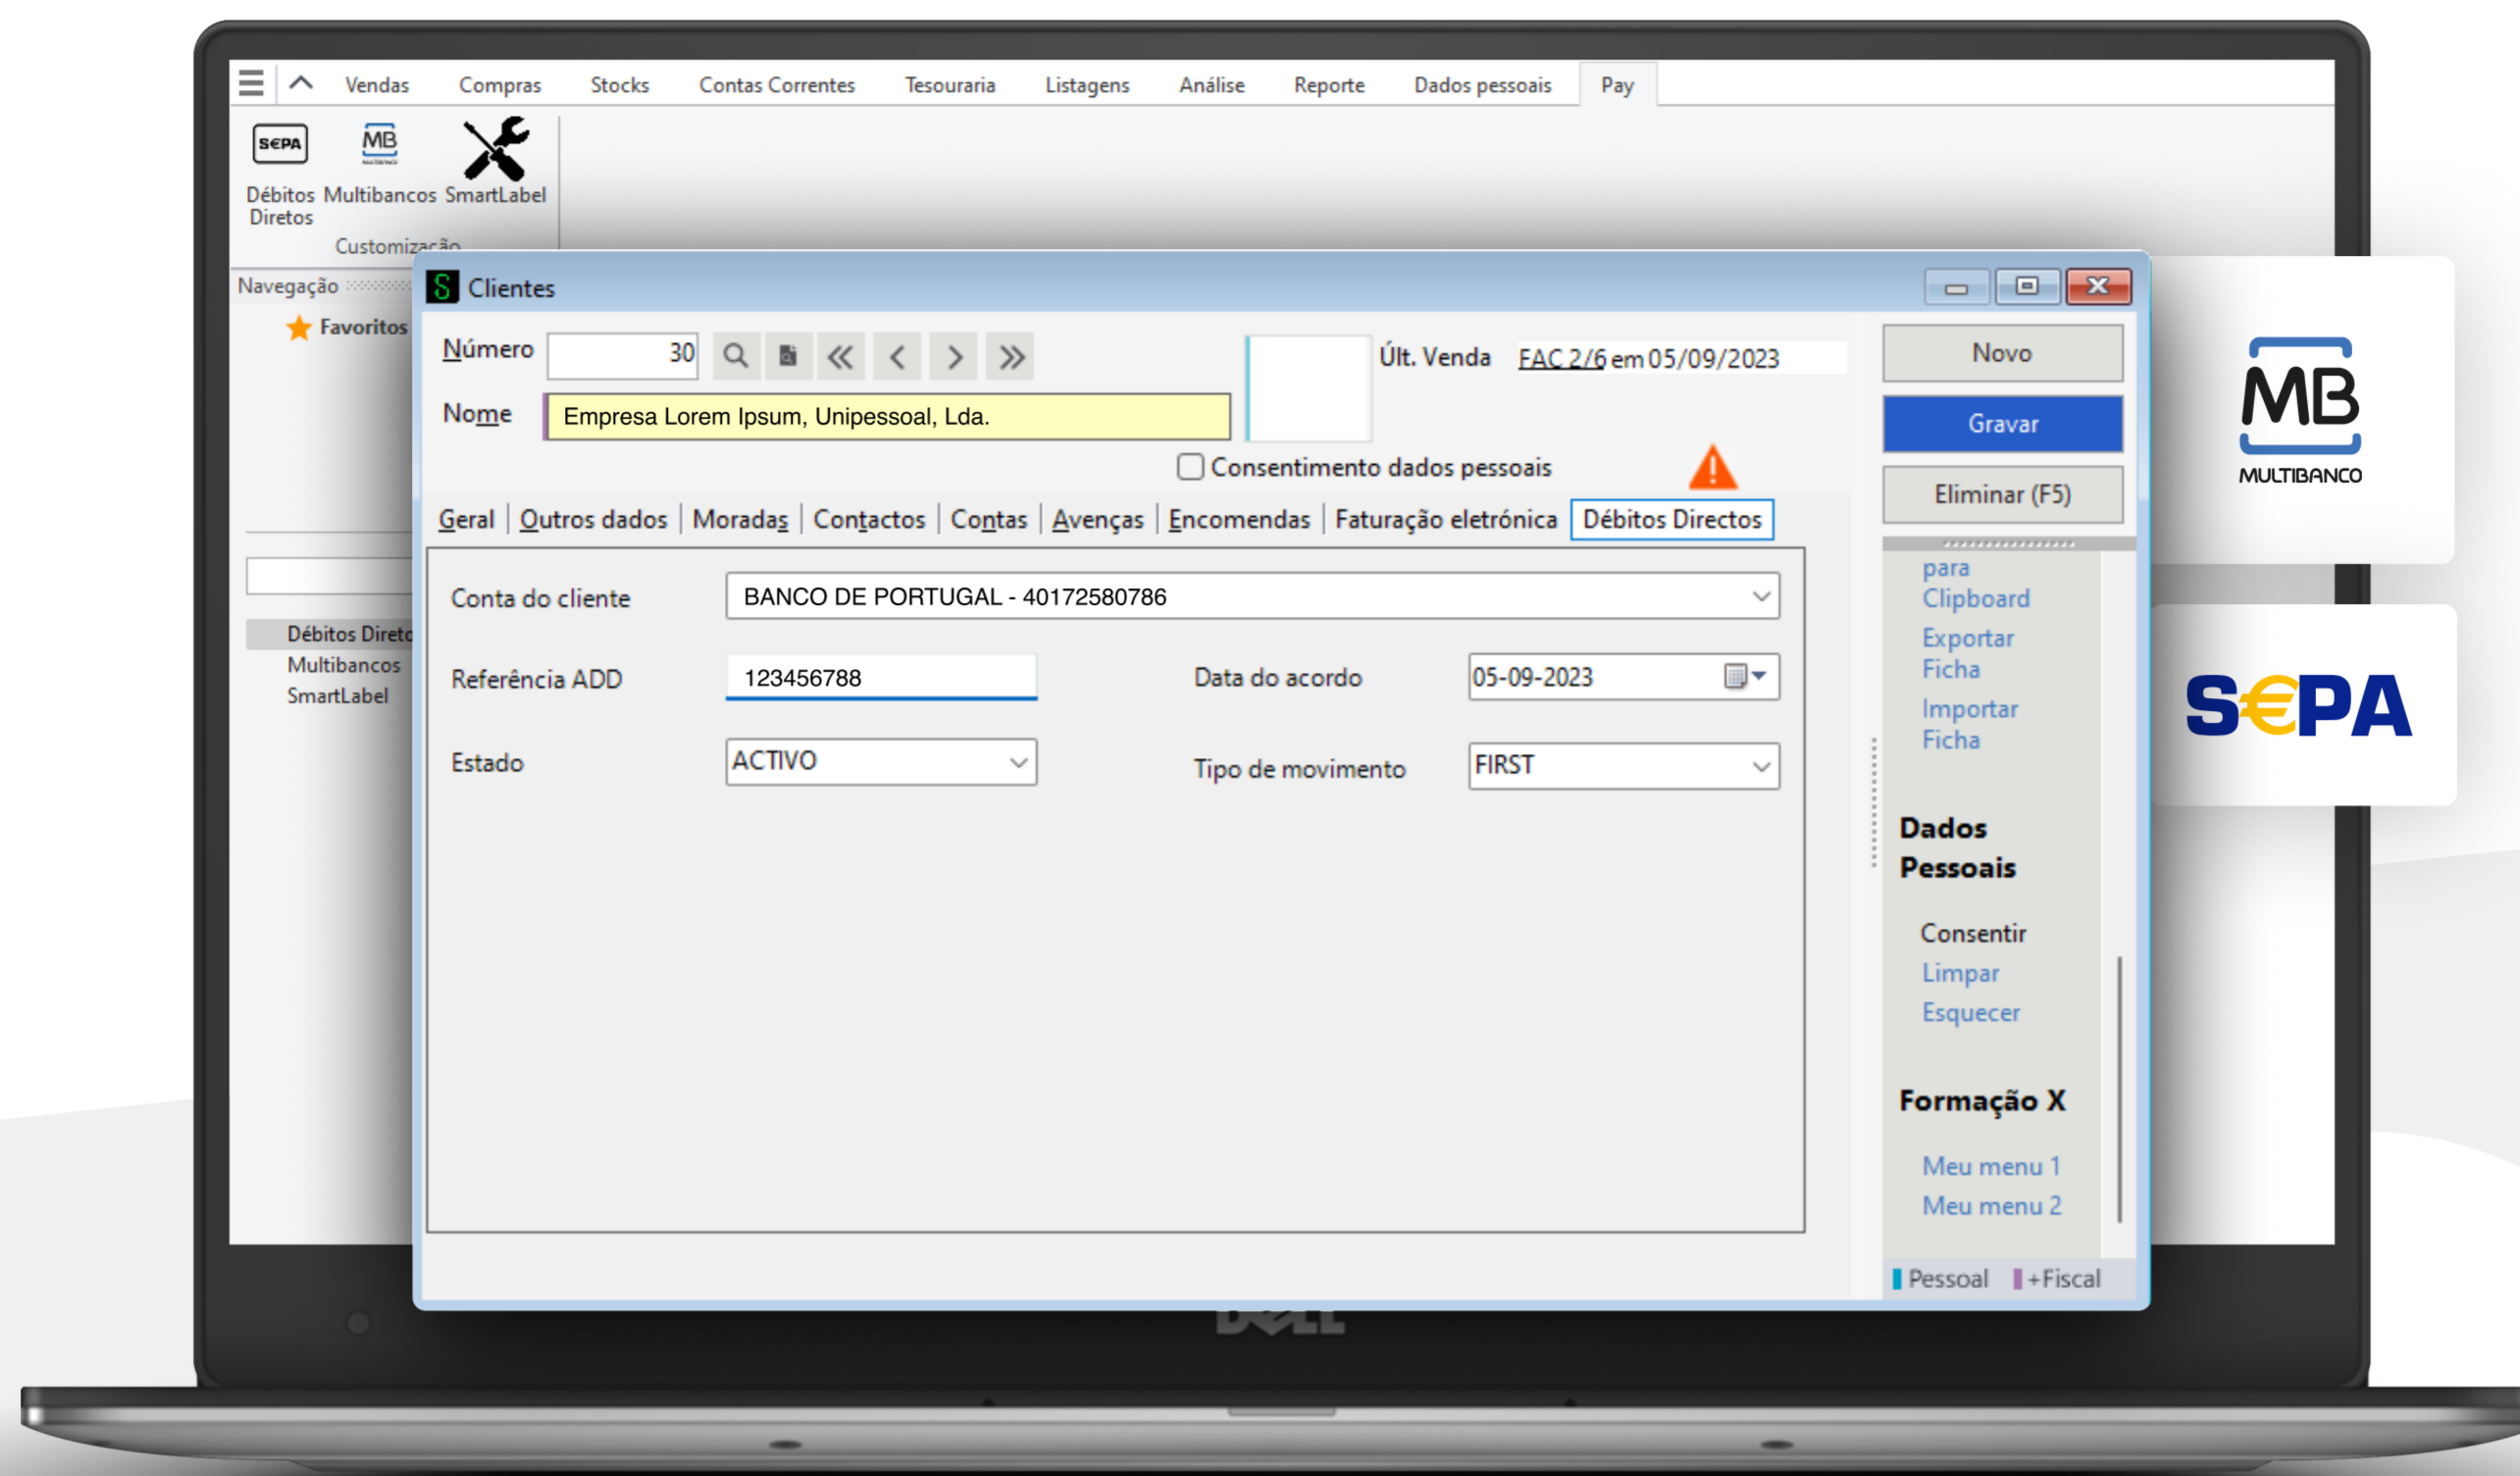 Vendas Compras Stocks Contas Correntes Tesouraria Listagens Análise Reporte Dados pessoais Pay
S€PA
MB
Débitos Diretos
Multibancos
SmartLabel
Navegação
Favoritos
Débitos
Multibancos
SmartLabel
Clientes
Número 30
Últ. Venda FAC 2/6 em 05/09/2023
Nome Empresa Lorem Ipsum, Unipessoal, Lda.
Consentimento dados pessoais
Geral Outros dados Moradas Contactos Contas Avenças Encomendas Faturação eletrónica Débitos Directos
Conta do cliente BANCO DE PORTUGAL - 40172580786
Referência ADD 123456788 Data do acordo 05-09-2023
Estado ACTIVO Tipo de movimento FIRST
Novo
Gravar
Eliminar (F5)
para
Clipboard
Exportar
Ficha
Importar
Ficha
Dados
Pessoais
Consentir
Limpar
Esquecer
Formação X
Meu menu 1
Meu menu 2
Pessoal +Fiscal
MB
MULTIBANCO
S€PA
DELL